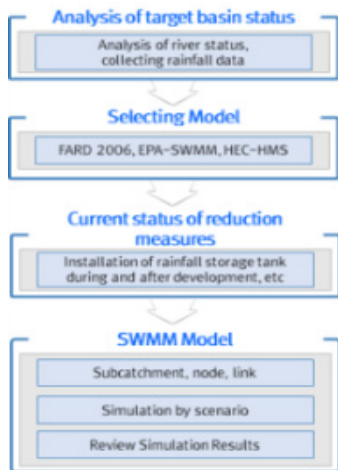 Analysis of target basin status
Analysis of river status,
collecting rainfall data
Selecting Model
FARD 2006, EPA-SWMM, HEC-HMS
Current status of reduction
measures
Installation of rainfall storage tank
during and after development, etc
SWMM Model
Subcatchment, node, link
Simulation by scenario
Review Simulation Results